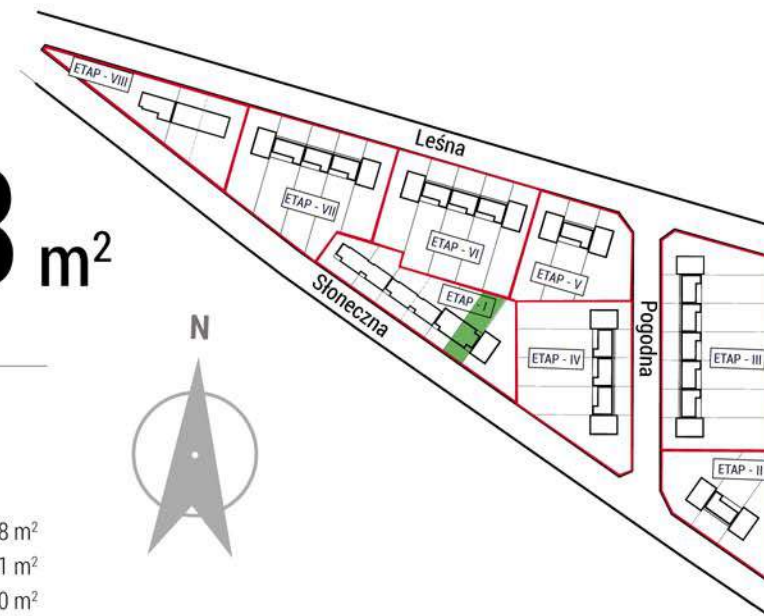 ETAP - VIII
Leśna
ETAP - VII
ETAP - VI
ETAP - V
ETAP - I
Słoneczna
Pogodna
ETAP - IV
ETAP - III
ETAP - II
3 m²
N
8 m²
1 m²
0 m²